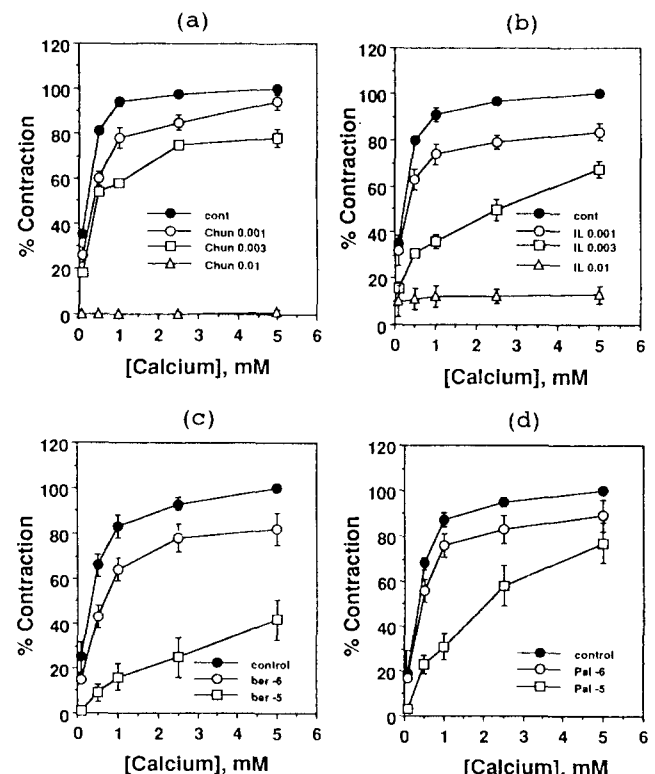 (a)
120
100
80
60
40
20
0
% Contraction
cont
Chun 0.001
Chun 0.003
Chun 0.01
0 1 2 3 4 5 6
[Calcium], mM
(b)
120
100
80
60
40
20
0
% Contraction
cont
IL 0.001
IL 0.003
IL 0.01
0 1 2 3 4 5 6
[Calcium], mM
(c)
120
100
80
60
40
20
0
% Contraction
control
ber -6
ber -5
0 1 2 3 4 5 6
[Calcium], mM
(d)
120
100
80
60
40
20
0
% Contraction
control
Pal -6
Pal -5
0 1 2 3 4 5 6
[Calcium], mM